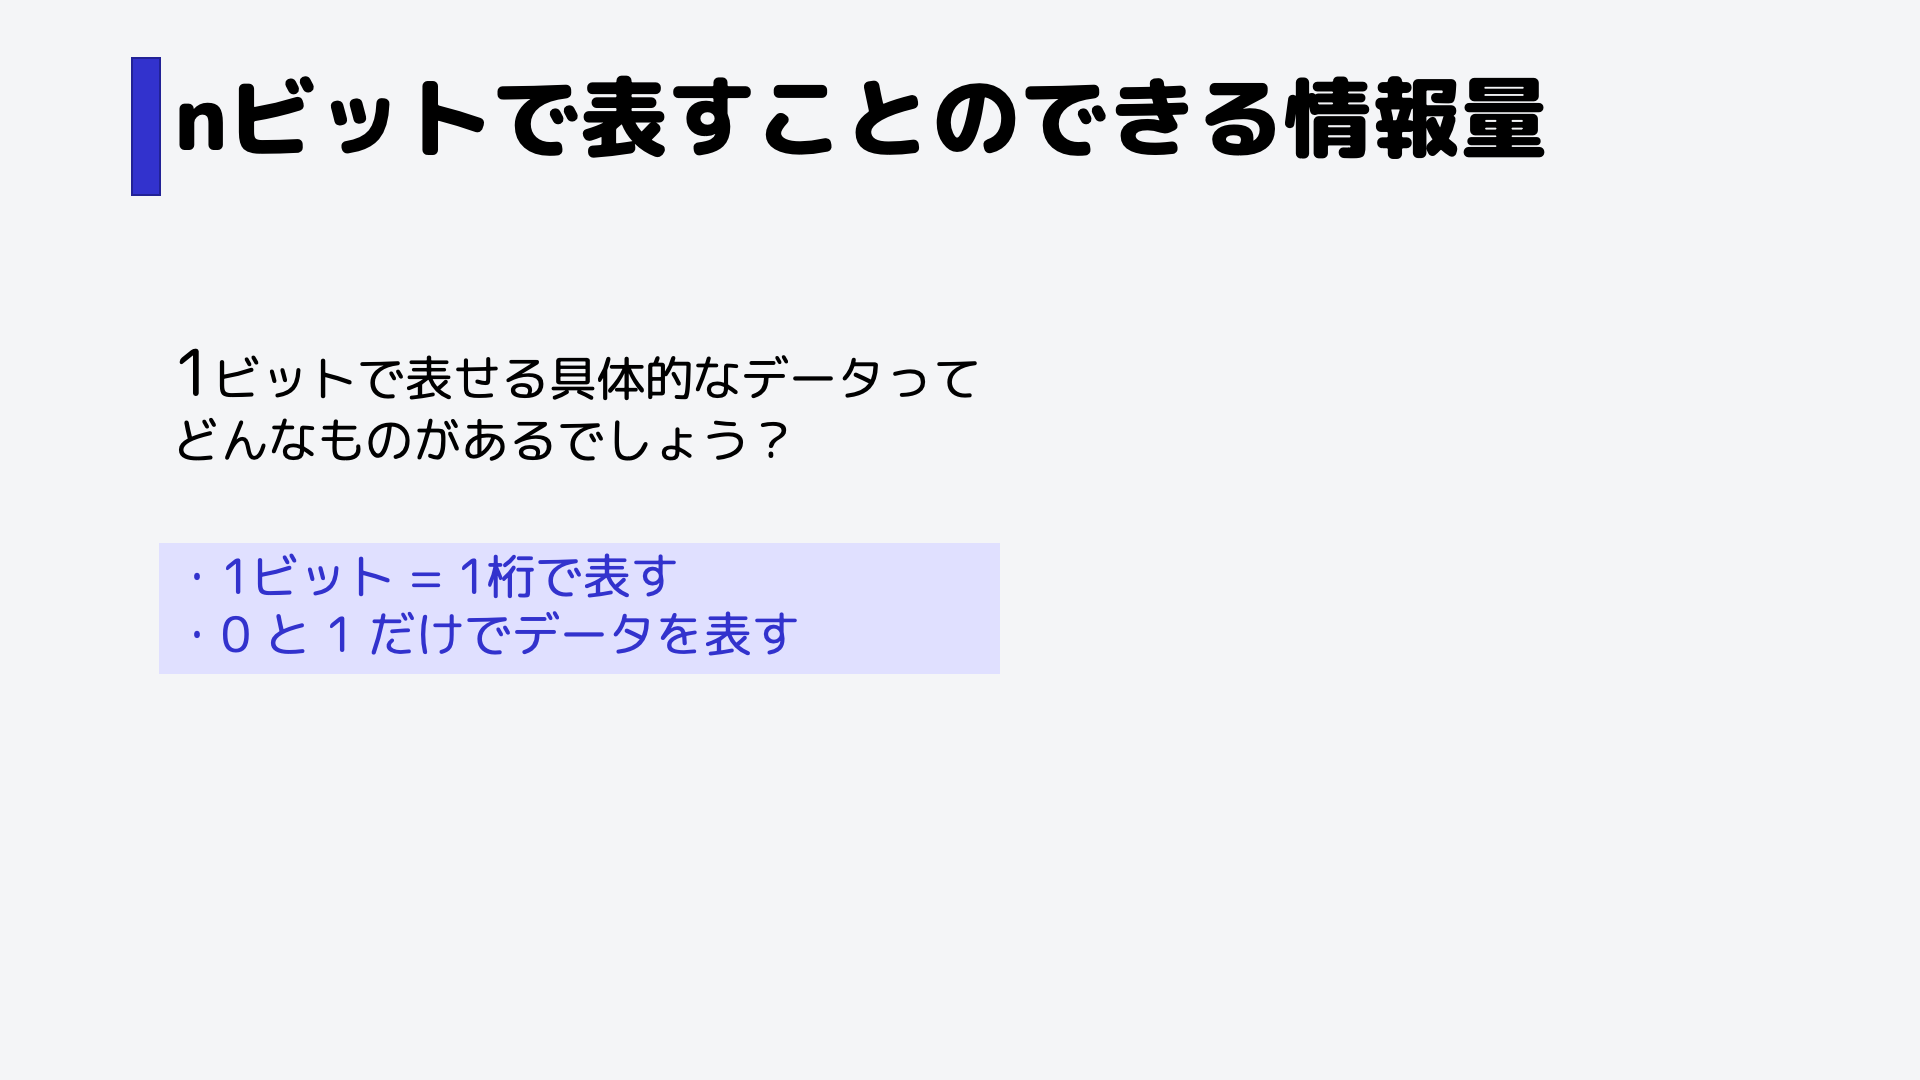 nビットで表すことのできる情報量
1ビットで表せる具体的なデータって
どんなものがあるでしょう？
・1ビット = 1桁で表す
・0 と 1 だけでデータを表す